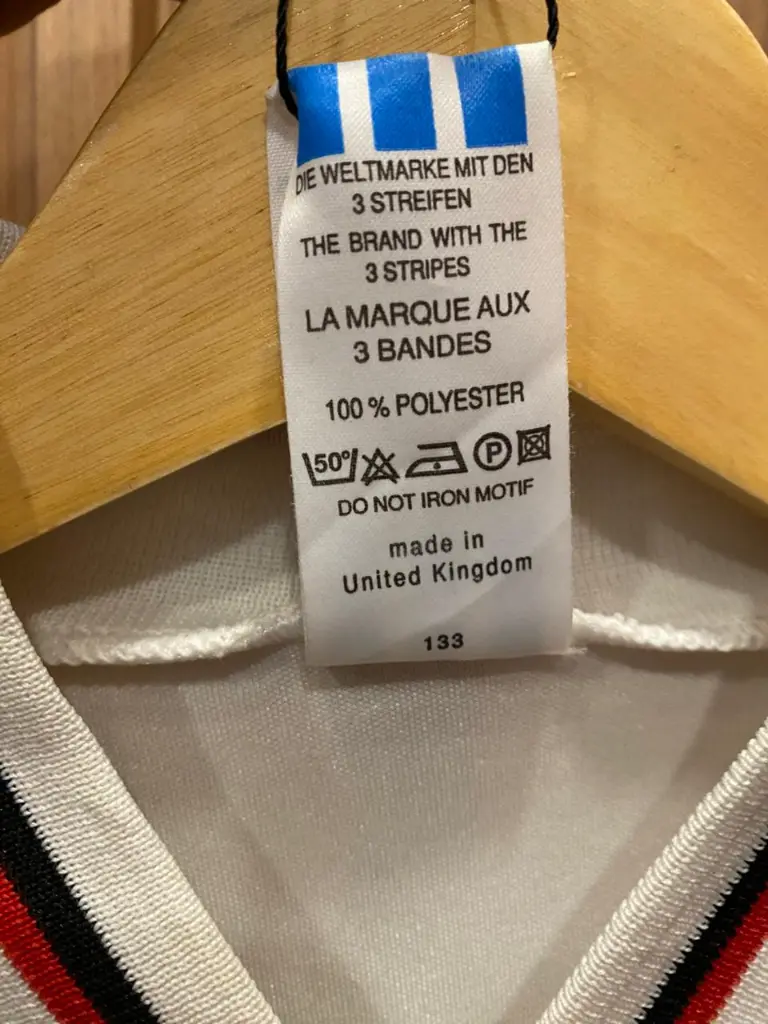 DIE WELTMARKE MIT DEN
3 STREIFEN
THE BRAND WITH THE
3 STRIPES
LA MARQUE AUX
3 BANDES
100 % POLYESTER
50° P
DO NOT IRON MOTIF
made in
United Kingdom
133